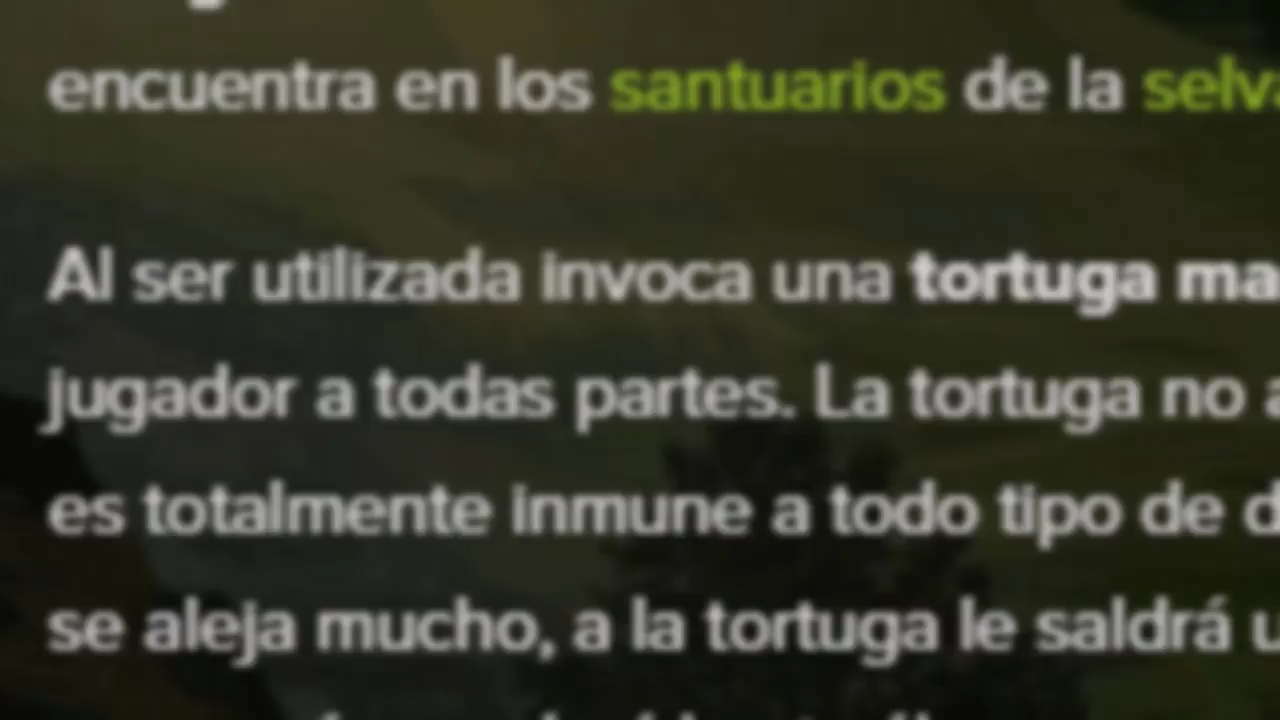 encuentra en los santuarios de la
Al ser utilizada invoca una tortuga
jugador a todas partes. La tortuga no
es totalmente inmune a todo tipo de
se aleja mucho, a la tortuga le saldrá